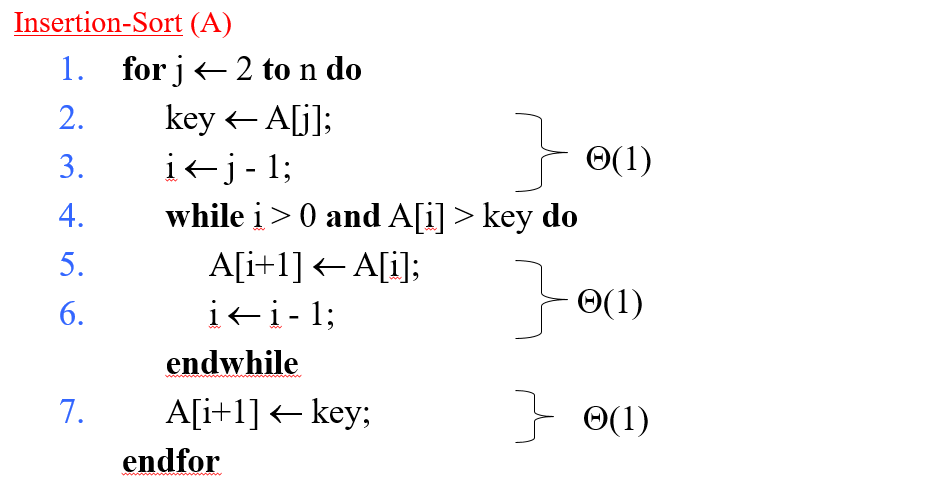 Insertion-Sort (A)
1. for j ← 2 to n do
2. key ← A[j];
3. i ← j - 1;
Θ(1)
4. while i > 0 and A[i] > key do
5. A[i+1] ← A[i];
6. i ← i - 1;
Θ(1)
endwhile
7. A[i+1] ← key; Θ(1)
endfor